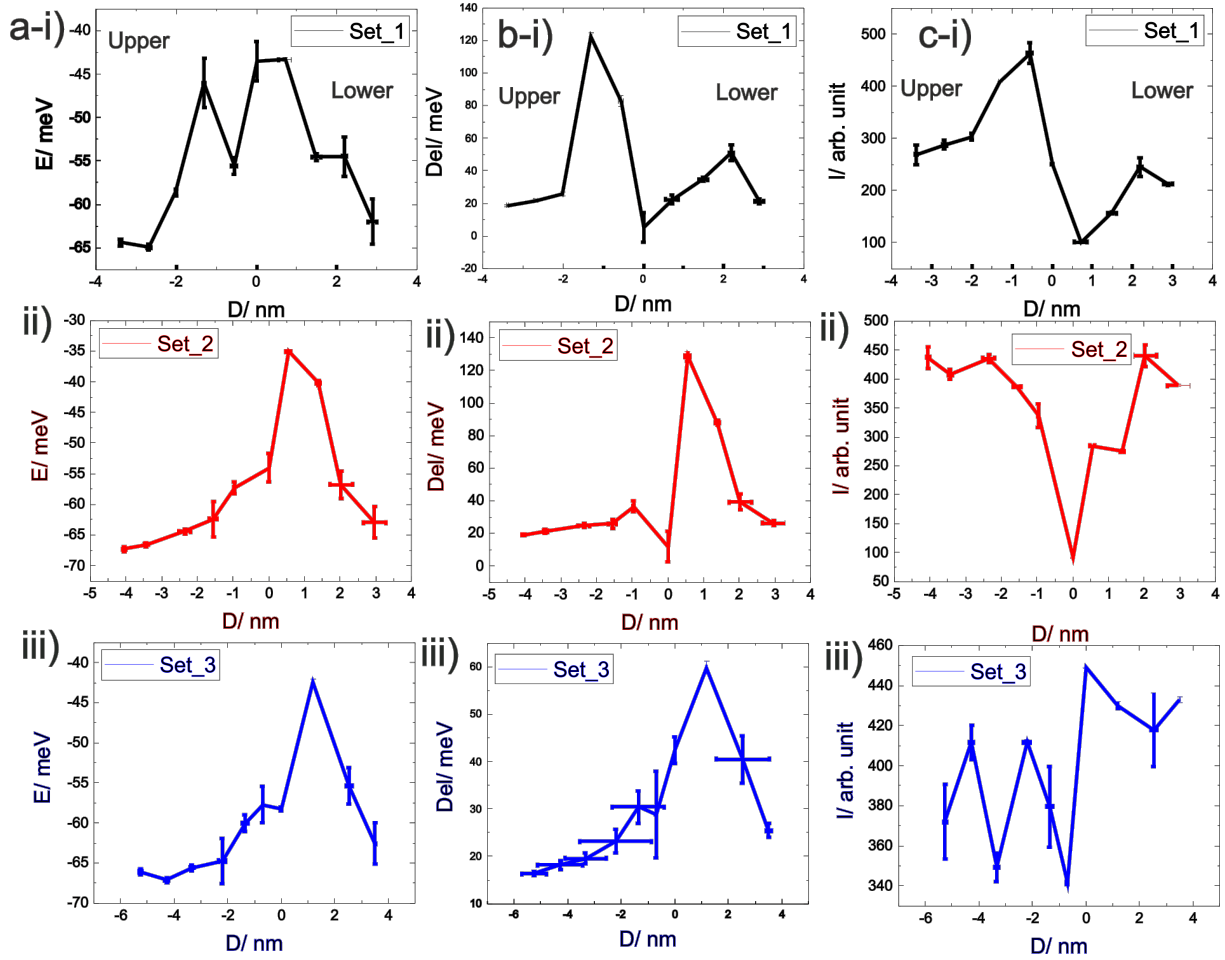 a-i)
Upper
Set_1
Lower
E/ meV
-40
-45
-50
-55
-60
-65
-4 -2 0 2 4
D/ nm
b-i)
Upper
Set_1
Lower
Del/ meV
140
120
100
80
60
40
20
0
-20
-4 -2 0 2 4
D/ nm
c-i)
Upper
Set_1
Lower
I/ arb. unit
500
400
300
200
100
-4 -3 -2 -1 0 1 2 3 4
D/ nm
ii)
Set_2
E/ meV
-30
-35
-40
-45
-50
-55
-60
-65
-70
-5 -4 -3 -2 -1 0 1 2 3 4
D/ nm
ii)
Set_2
Del/ meV
140
120
100
80
60
40
20
0
-5 -4 -3 -2 -1 0 1 2 3 4
D/ nm
ii)
Set_2
I/ arb. unit
500
450
400
350
300
250
200
150
100
50
-5 -4 -3 -2 -1 0 1 2 3 4
D/ nm
iii)
Set_3
E/ meV
-40
-45
-50
-55
-60
-65
-70
-6 -4 -2 0 2 4
D/ nm
iii)
Set_3
Del/ meV
60
50
40
30
20
10
-6 -4 -2 0 2 4
D/ nm
iii)
Set_3
I/ arb. unit
460
440
420
400
380
360
340
-6 -4 -2 0 2 4
D/ nm